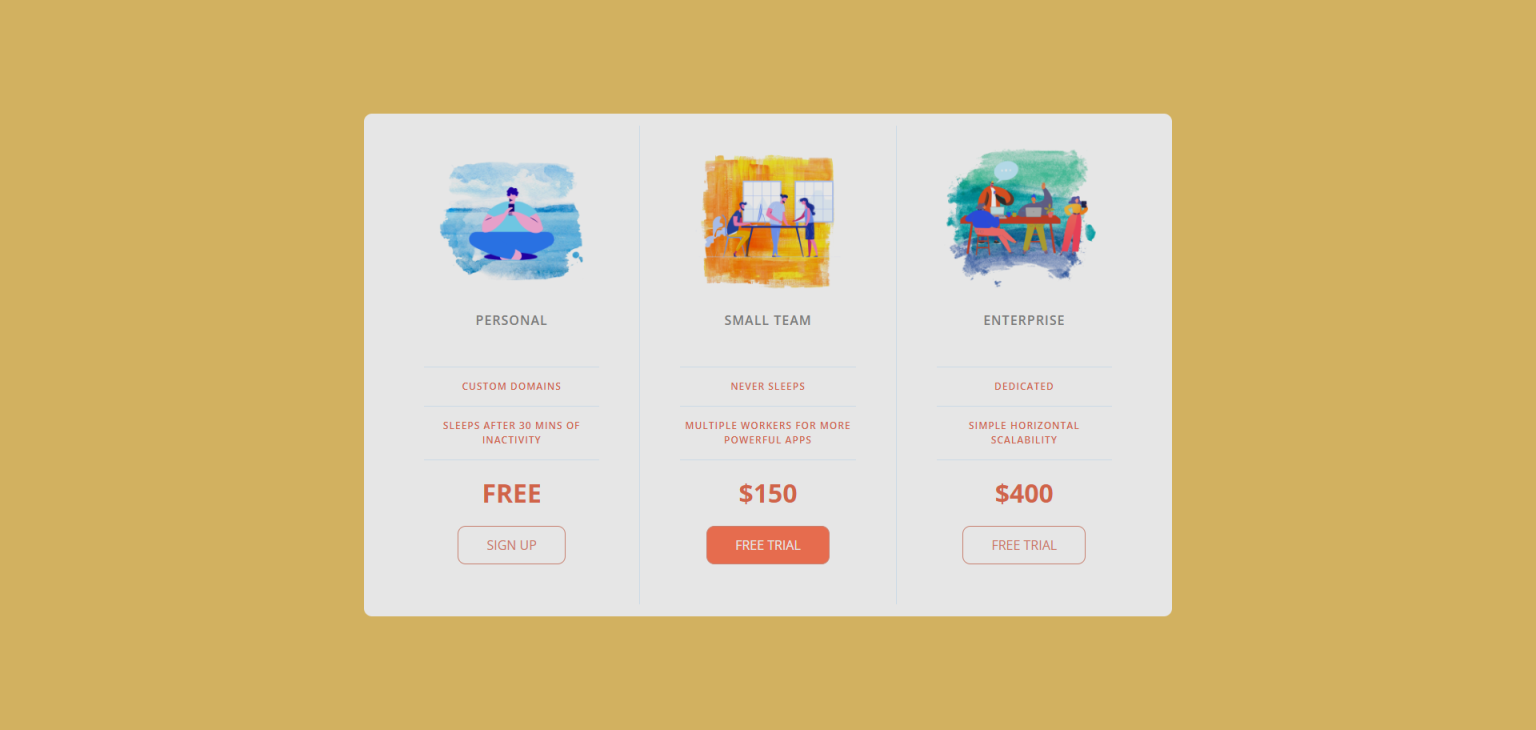 PERSONAL
CUSTOM DOMAINS
SLEEPS AFTER 30 MINS OF
INACTIVITY
FREE
SIGN UP
SMALL TEAM
NEVER SLEEPS
MULTIPLE WORKERS FOR MORE
POWERFUL APPS
$150
FREE TRIAL
ENTERPRISE
DEDICATED
SIMPLE HORIZONTAL
SCALABILITY
$400
FREE TRIAL